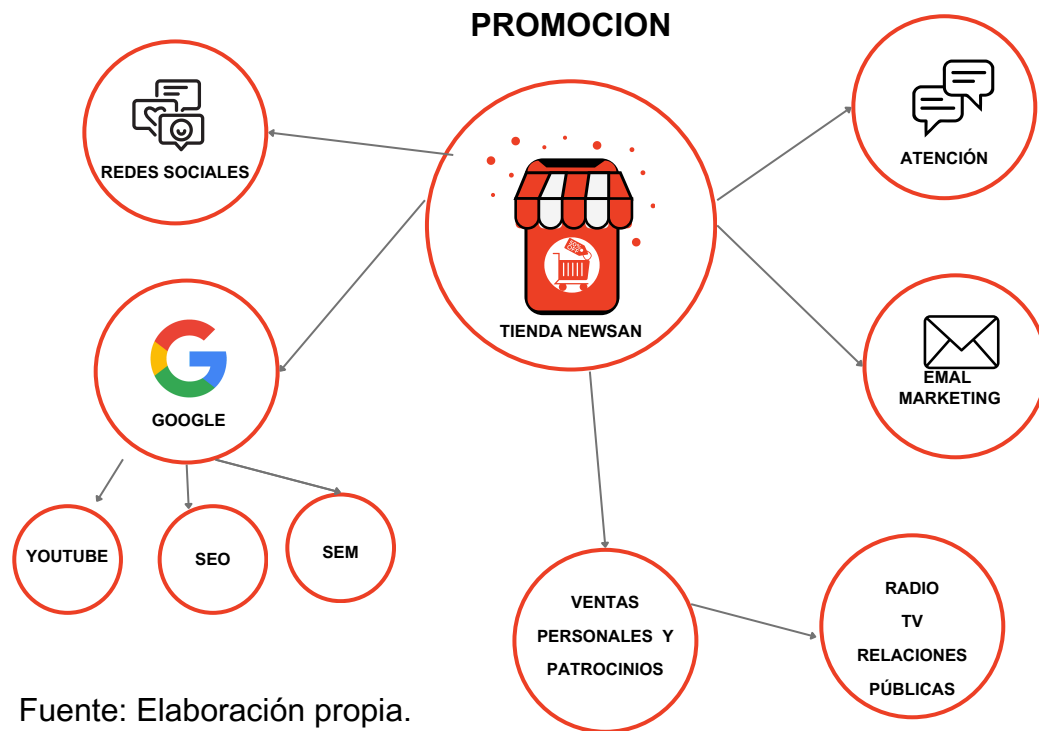 PROMOCION
REDES SOCIALES
ATENCIÓN
TIENDA NEWSAN
EMAL
MARKETING
GOOGLE
YOUTUBE
SEO
SEM
VENTAS
PERSONALES Y
PATROCINIOS
RADIO
TV
RELACIONES
PÚBLICAS
Fuente: Elaboración propia.